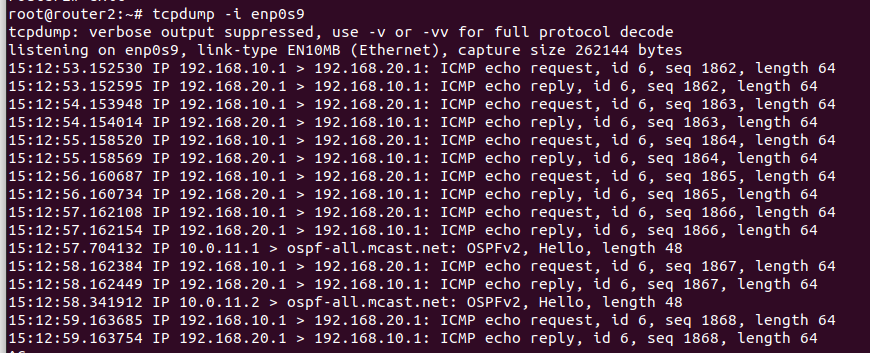 root@router2:~# tcpdump -i enp0s9
tcpdump: verbose output suppressed, use -v or -vv for full protocol decode
listening on enp0s9, link-type EN10MB (Ethernet), capture size 262144 bytes
15:12:53.152530 IP 192.168.10.1 > 192.168.20.1: ICMP echo request, id 6, seq 1862, length 64
15:12:53.152595 IP 192.168.20.1 > 192.168.10.1: ICMP echo reply, id 6, seq 1862, length 64
15:12:54.153948 IP 192.168.10.1 > 192.168.20.1: ICMP echo request, id 6, seq 1863, length 64
15:12:54.154014 IP 192.168.20.1 > 192.168.10.1: ICMP echo reply, id 6, seq 1863, length 64
15:12:55.158520 IP 192.168.10.1 > 192.168.20.1: ICMP echo request, id 6, seq 1864, length 64
15:12:55.158569 IP 192.168.20.1 > 192.168.10.1: ICMP echo reply, id 6, seq 1864, length 64
15:12:56.160687 IP 192.168.10.1 > 192.168.20.1: ICMP echo request, id 6, seq 1865, length 64
15:12:56.160734 IP 192.168.20.1 > 192.168.10.1: ICMP echo reply, id 6, seq 1865, length 64
15:12:57.162108 IP 192.168.10.1 > 192.168.20.1: ICMP echo request, id 6, seq 1866, length 64
15:12:57.162154 IP 192.168.20.1 > 192.168.10.1: ICMP echo reply, id 6, seq 1866, length 64
15:12:57.704132 IP 10.0.11.1 > ospf-all.mcast.net: OSPFv2, Hello, length 48
15:12:58.162384 IP 192.168.10.1 > 192.168.20.1: ICMP echo request, id 6, seq 1867, length 64
15:12:58.162449 IP 192.168.20.1 > 192.168.10.1: ICMP echo reply, id 6, seq 1867, length 64
15:12:58.341912 IP 10.0.11.2 > ospf-all.mcast.net: OSPFv2, Hello, length 48
15:12:59.163685 IP 192.168.10.1 > 192.168.20.1: ICMP echo request, id 6, seq 1868, length 64
15:12:59.163754 IP 192.168.20.1 > 192.168.10.1: ICMP echo reply, id 6, seq 1868, length 64